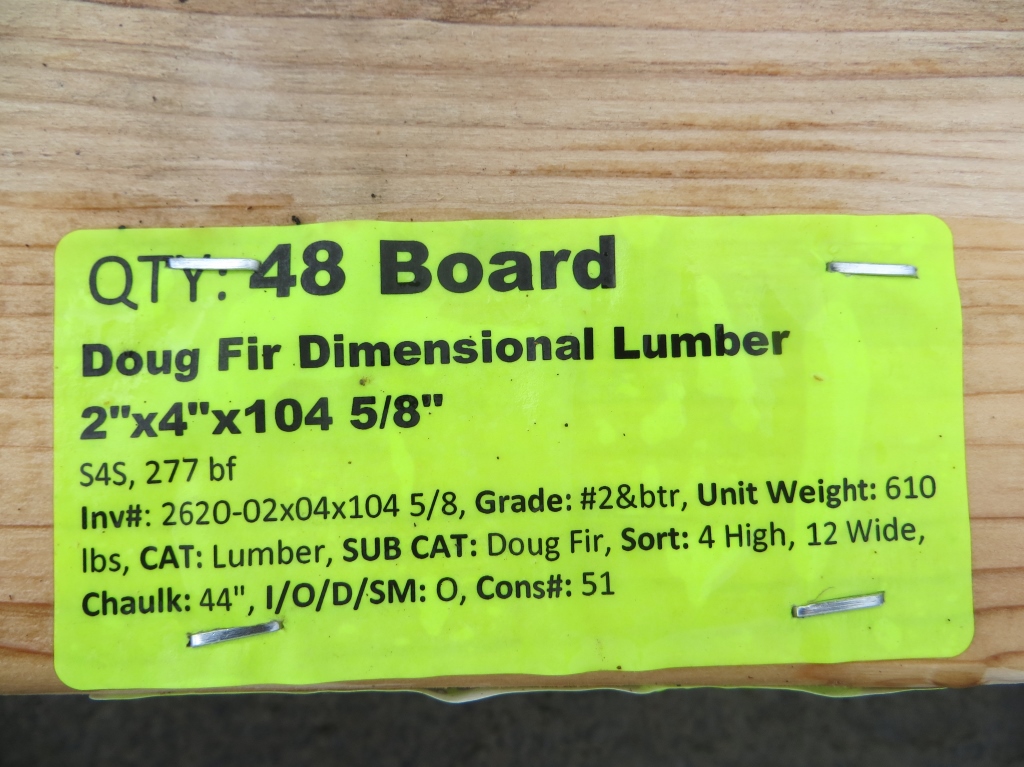 QTY: 48 Board
Doug Fir Dimensional Lumber
2"x4"x104 5/8"
S4S, 277 bf
Inv#: 2620-02x04x104 5/8, Grade: #2&btr, Unit Weight: 610
lbs, CAT: Lumber, SUB CAT: Doug Fir, Sort: 4 High, 12 Wide,
Chaulk: 44", I/O/D/SM: O, Cons#: 51